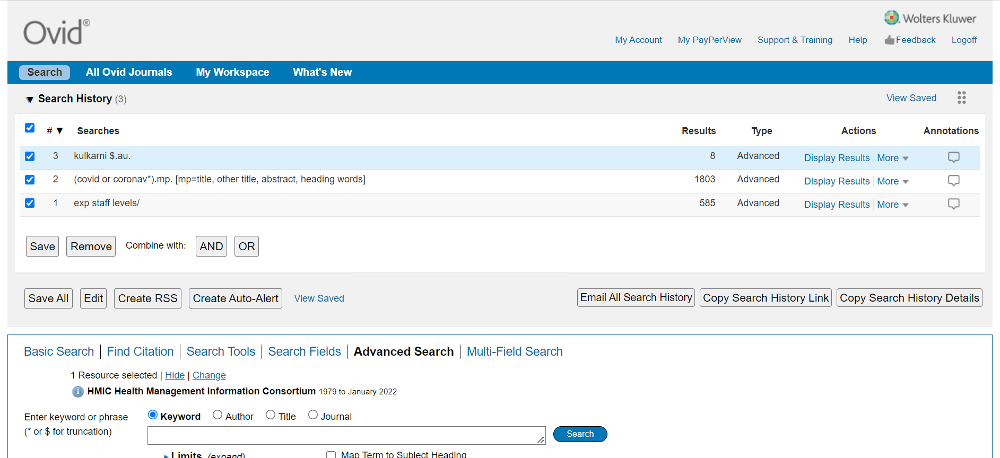 Ovid®
Wolters Kluwer
My Account My PayPerView Support & Training Help Feedback Logoff
Search All Ovid Journals My Workspace What's New
▼ Search History (3) View Saved
# ▼ Searches Results Type Actions Annotations
3 kulkarni $.au. 8 Advanced Display Results More
2 (covid or coronav*).mp. [mp=title, other title, abstract, heading words] 1803 Advanced Display Results More
1 exp staff levels/ 585 Advanced Display Results More
Save Remove Combine with: AND OR
Save All Edit Create RSS Create Auto-Alert View Saved Email All Search History Copy Search History Link Copy Search History Details
Basic Search | Find Citation | Search Tools | Search Fields | Advanced Search | Multi-Field Search
1 Resource selected | Hide | Change
HMIC Health Management Information Consortium 1979 to January 2022
Enter keyword or phrase Keyword Author Title Journal
(* or $ for truncation) Search
Limits (expand) Map Term to Subject Heading